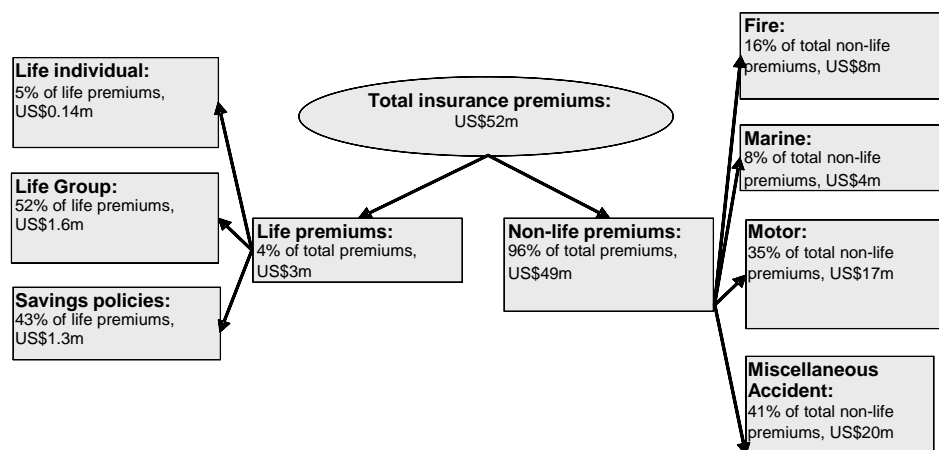 Total insurance premiums:
US$52m
Life premiums:
4% of total premiums,
US$3m
Non-life premiums:
96% of total premiums,
US$49m
Life individual:
5% of life premiums,
US$0.14m
Life Group:
52% of life premiums,
US$1.6m
Savings policies:
43% of life premiums,
US$1.3m
Fire:
16% of total non-life
premiums, US$8m
Marine:
8% of total non-life
premiums, US$4m
Motor:
35% of total non-life
premiums, US$17m
Miscellaneous
Accident:
41% of total non-life
premiums, US$20m